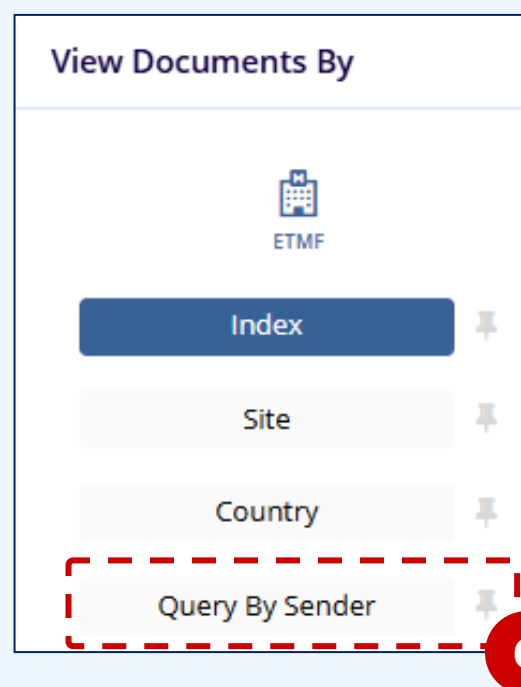 View Documents By
ETMF
Index
Site
Country
Query By Sender